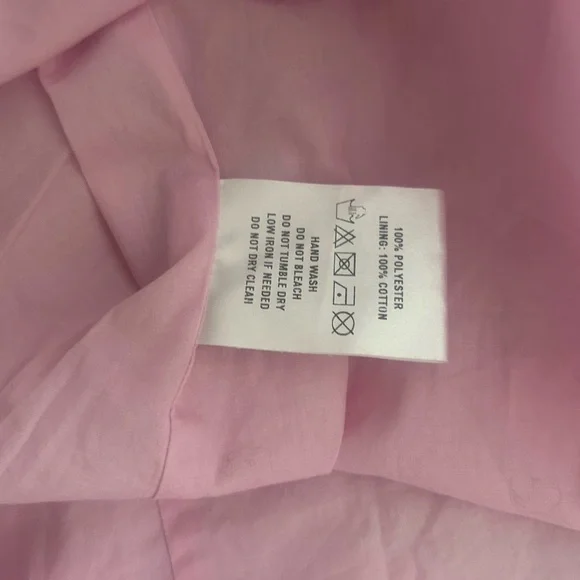 100% POLYESTER
LINING: 100% COTTON
HAND WASH
DO NOT BLEACH
DO NOT TUMBLE DRY
LOW IRON IF NEEDED
DO NOT DRY CLEAN